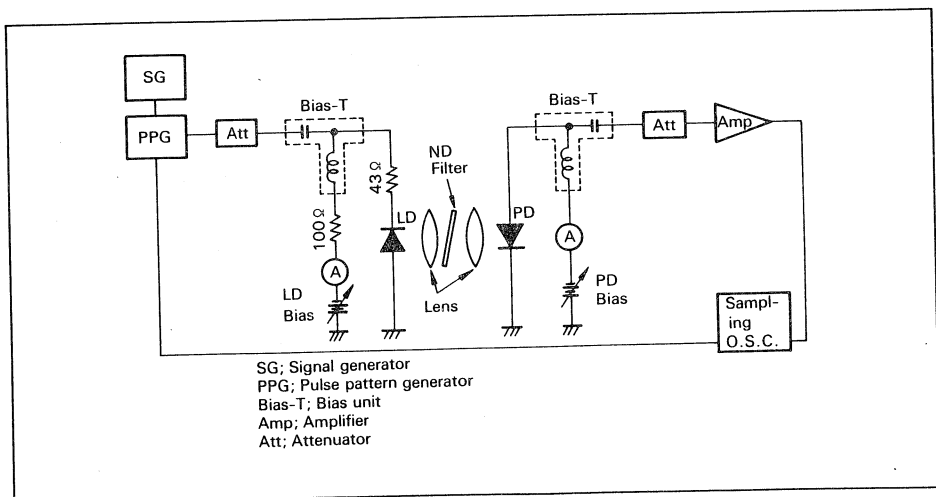 SG
PPG
Att
Bias-T
100Ω
A
LD
Bias
43Ω
LD
ND
Filter
Lens
PD
Bias-T
A
PD
Bias
Att
Amp
Sampl-
ing
O.S.C.
SG; Signal generator
PPG; Pulse pattern generator
Bias-T; Bias unit
Amp; Amplifier
Att; Attenuator